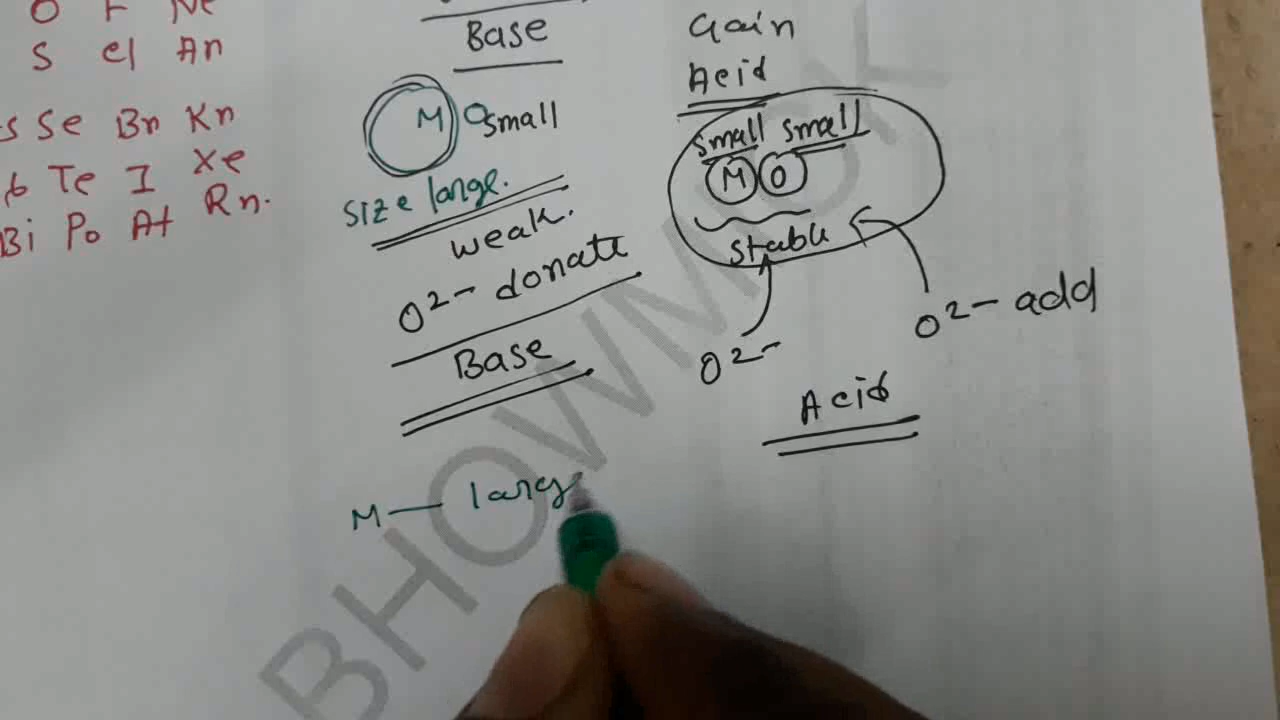 O F Ne
S Cl Ar
Se Br Kr
Te I Xe
Bi Po At Rn.
Base
M O small
size large.
weak.
O2- donate
Base
M — larg
Gain
Acid
small small
M O
stable
O2-
O2- add
Acid
BHOWMICK